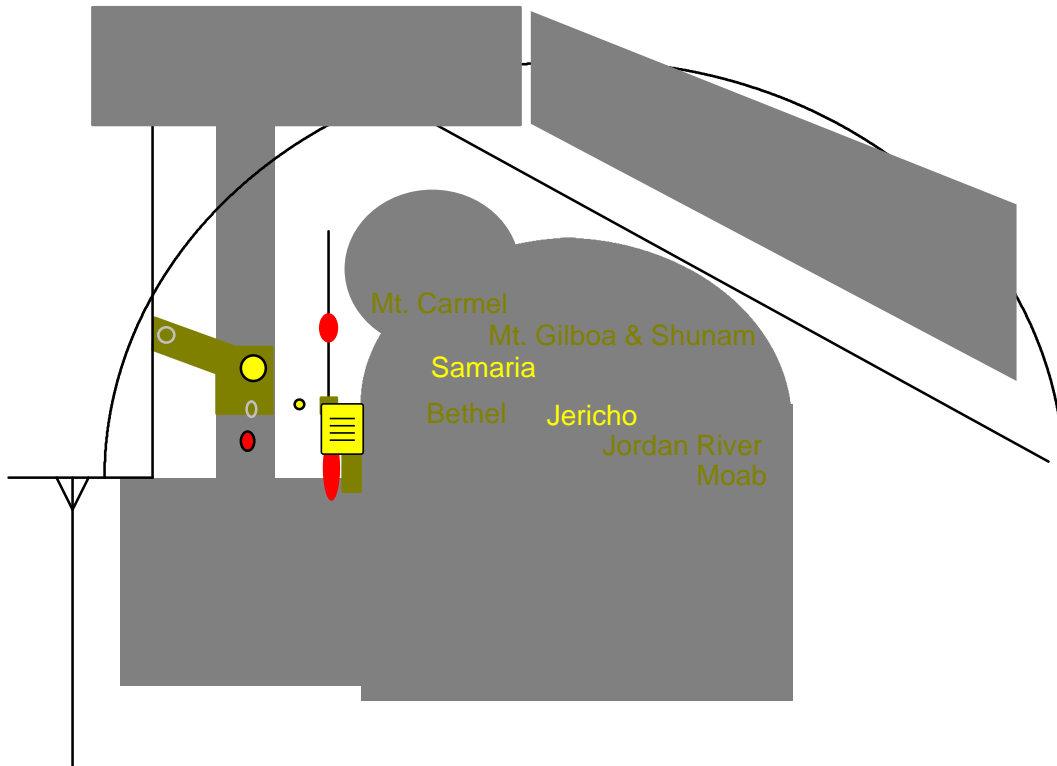 Mt. Carmel
Mt. Gilboa & Shunam
Samaria
Bethel
Jericho
Jordan River
Moab